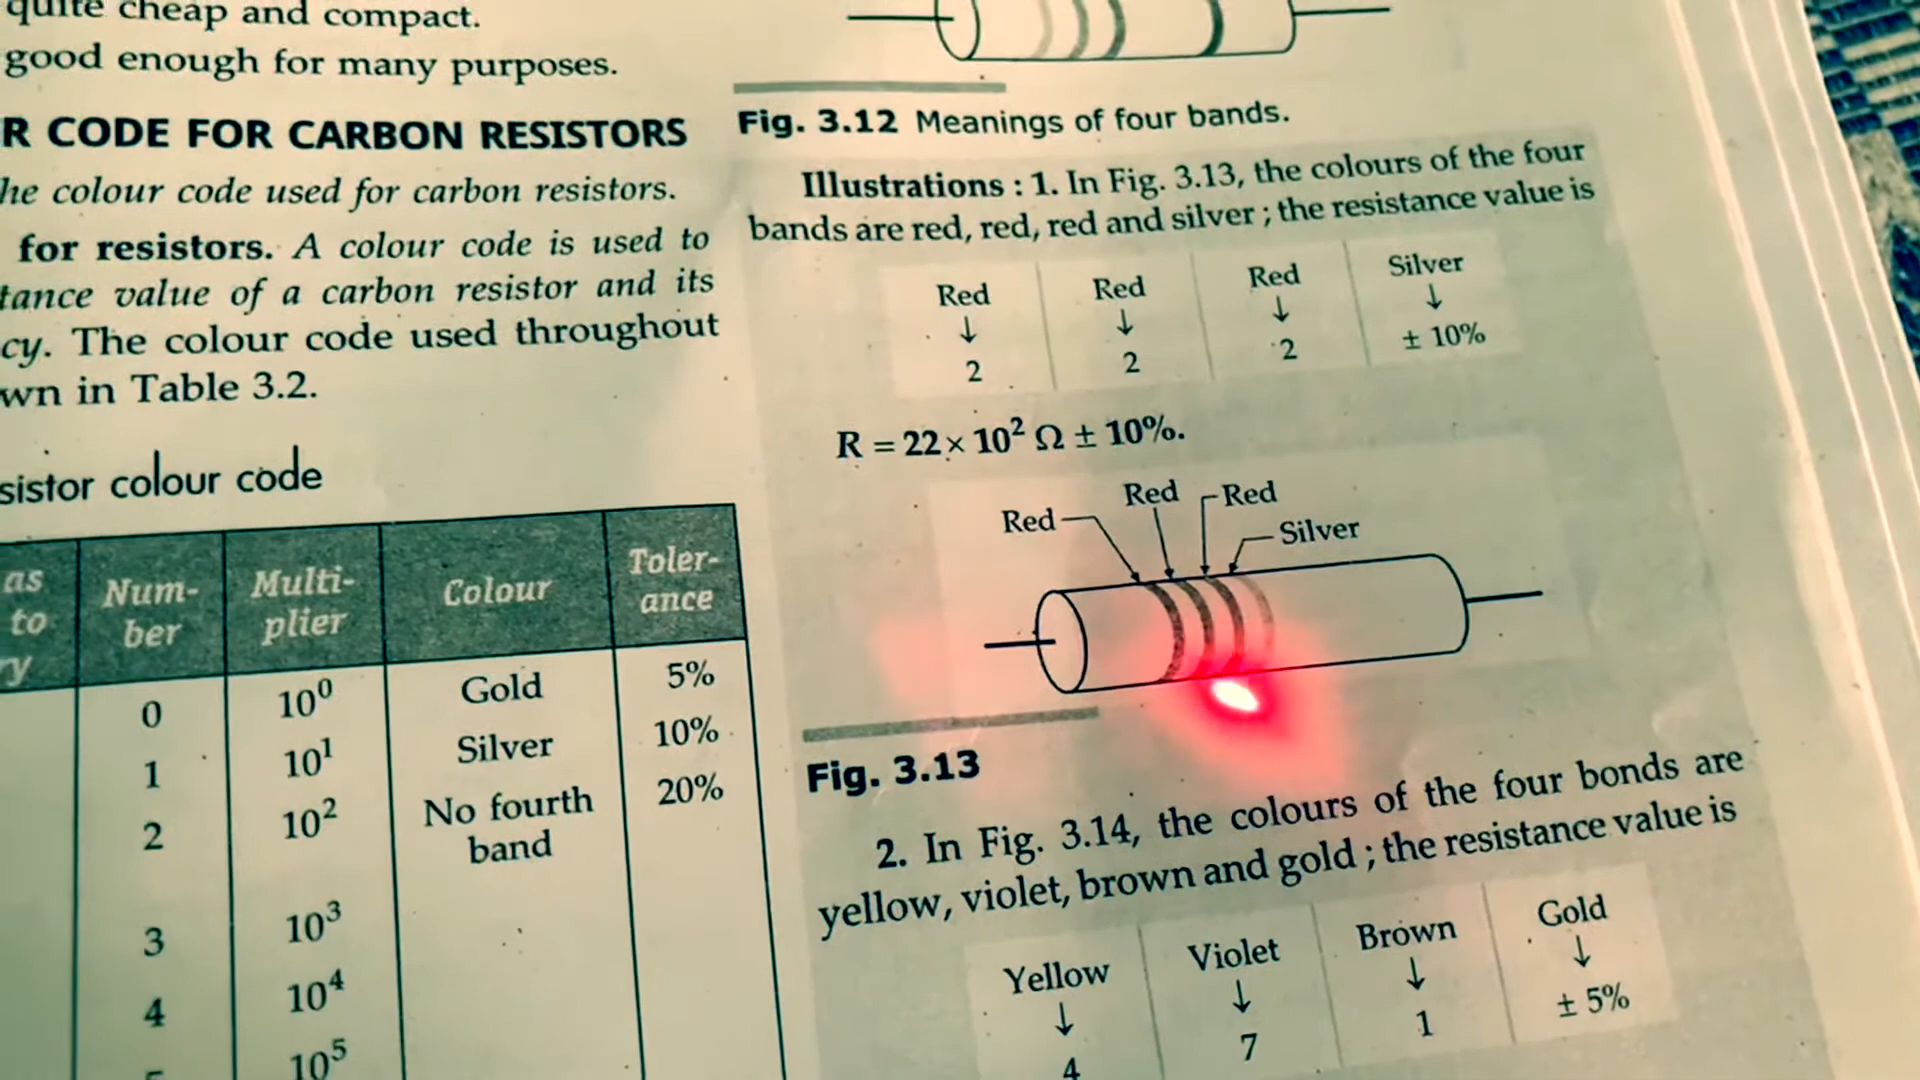 quite cheap and compact.
good enough for many purposes.
R CODE FOR CARBON RESISTORS
he colour code used for carbon resistors.
for resistors. A colour code is used to
tance value of a carbon resistor and its
cy. The colour code used throughout
wn in Table 3.2.
sistor colour code
as to ry
Num-ber
Multi-plier
Colour
Toler-ance
0 10⁰ Gold 5%
1 10¹ Silver 10%
2 10² No fourth band 20%
3 10³
4 10⁴
10⁵
Fig. 3.12 Meanings of four bands.
Illustrations : 1. In Fig. 3.13, the colours of the four
bands are red, red, red and silver ; the resistance value is
Red Red Red Silver
↓ ↓ ↓ ↓
2 2 2 ± 10%
R = 22 × 10² Ω ± 10%.
Red Red Red
Silver
Fig. 3.13
2. In Fig. 3.14, the colours of the four bonds are
yellow, violet, brown and gold ; the resistance value is
Yellow Violet Brown Gold
↓ ↓ ↓ ↓
4 7 1 ± 5%